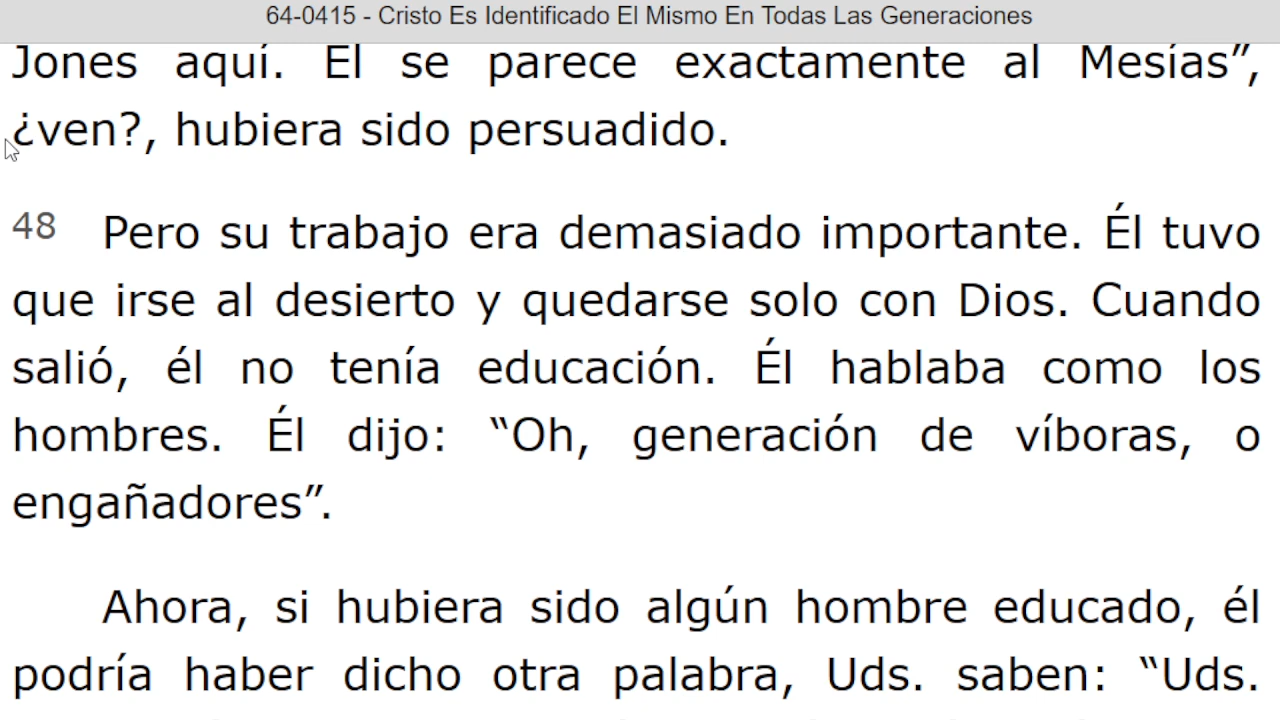 64-0415 - Cristo Es Identificado El Mismo En Todas Las Generaciones
Jones aquí. Él se parece exactamente al Mesías”,
¿ven?, hubiera sido persuadido.
48 Pero su trabajo era demasiado importante. Él tuvo
que irse al desierto y quedarse solo con Dios. Cuando
salió, él no tenía educación. Él hablaba como los
hombres. Él dijo: “Oh, generación de víboras, o
engañadores”.
Ahora, si hubiera sido algún hombre educado, él
podría haber dicho otra palabra, Uds. saben: “Uds.